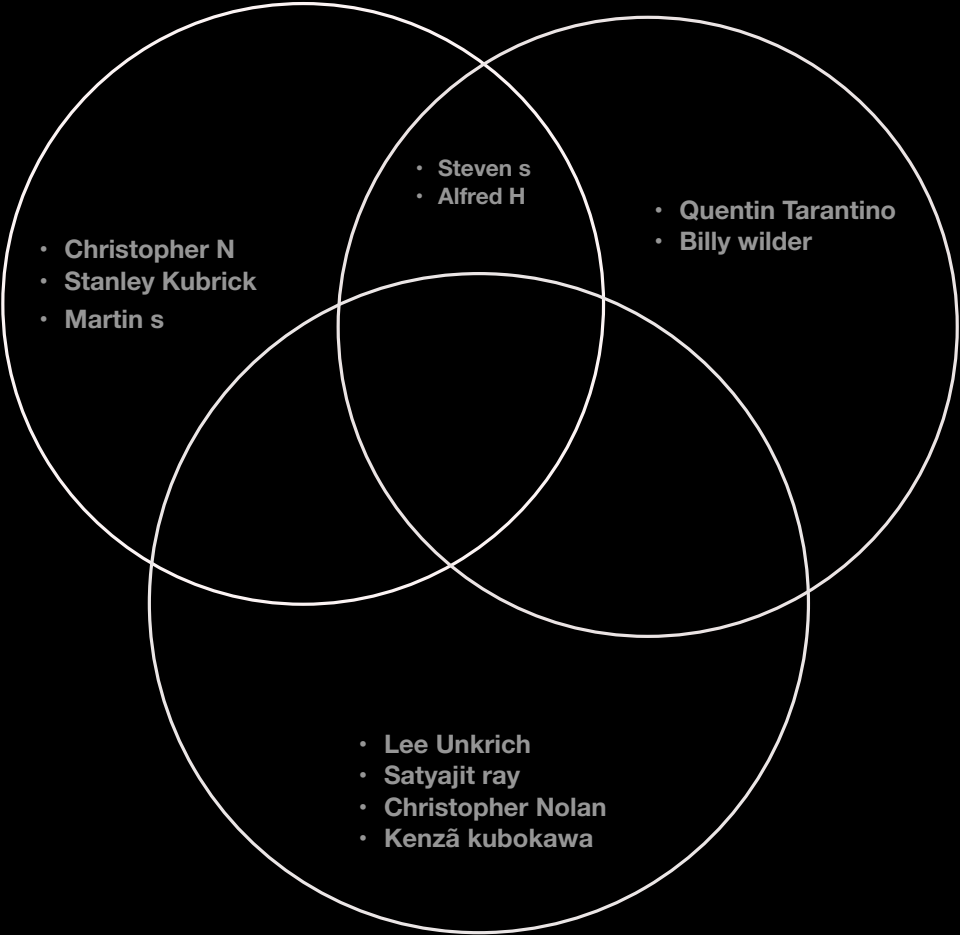 • Steven s
• Alfred H
• Quentin Tarantino
• Billy wilder
• Christopher N
• Stanley Kubrick
• Martin s
• Lee Unkrich
• Satyajit ray
• Christopher Nolan
• Kenzã kubokawa